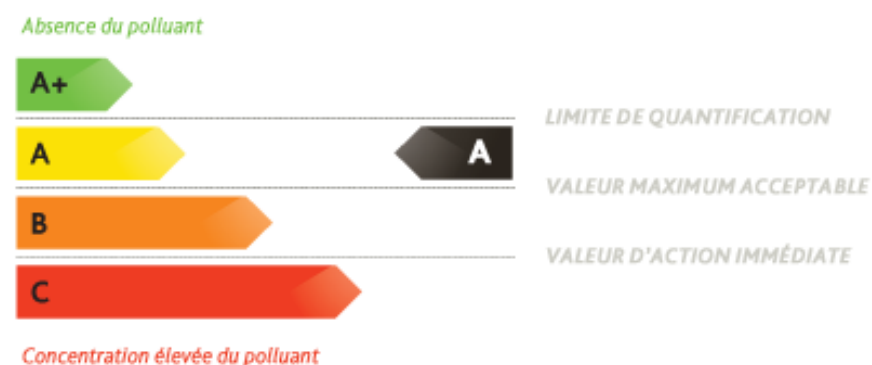 Absence du polluant
A+
LIMITE DE QUANTIFICATION
A
A
VALEUR MAXIMUM ACCEPTABLE
B
VALEUR D'ACTION IMMÉDIATE
C
Concentration élevée du polluant